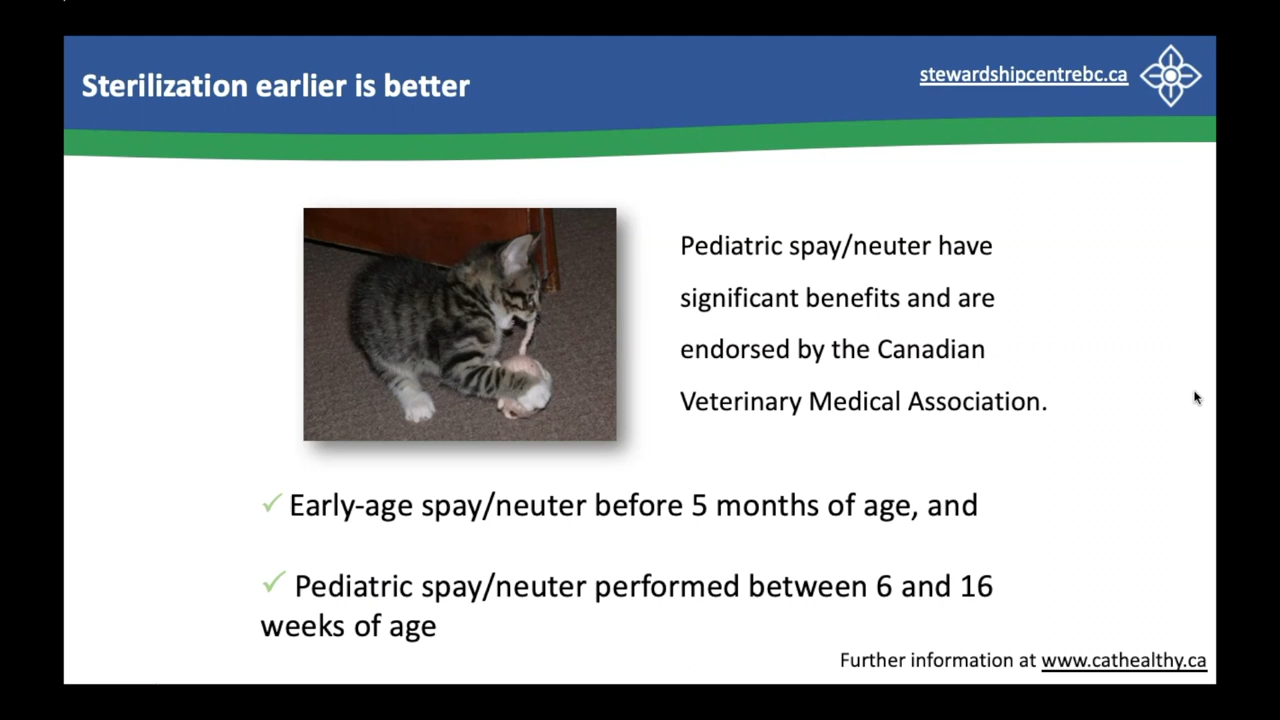 Sterilization earlier is better
stewardshipcentrebc.ca
Pediatric spay/neuter have
significant benefits and are
endorsed by the Canadian
Veterinary Medical Association.
✓ Early-age spay/neuter before 5 months of age, and
✓ Pediatric spay/neuter performed between 6 and 16
weeks of age
Further information at www.cathealthy.ca